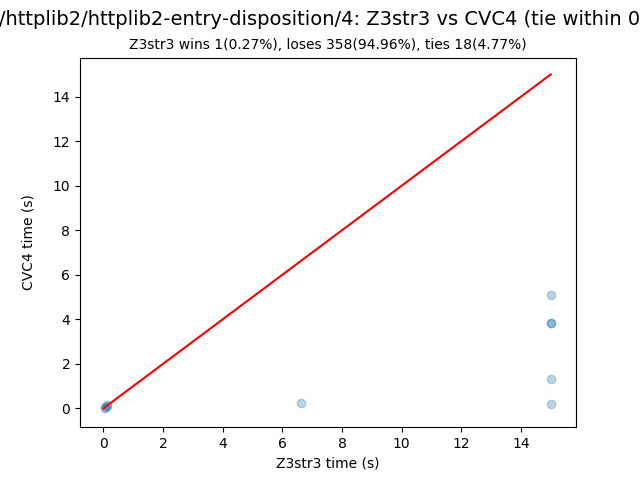 /httplib2/httplib2-entry-disposition/4: Z3str3 vs CVC4 (tie within 0
Z3str3 wins 1(0.27%), loses 358(94.96%), ties 18(4.77%)
14
12
10
8
6
4
2
0
CVC4 time (s)
0 2 4 6 8 10 12 14
Z3str3 time (s)